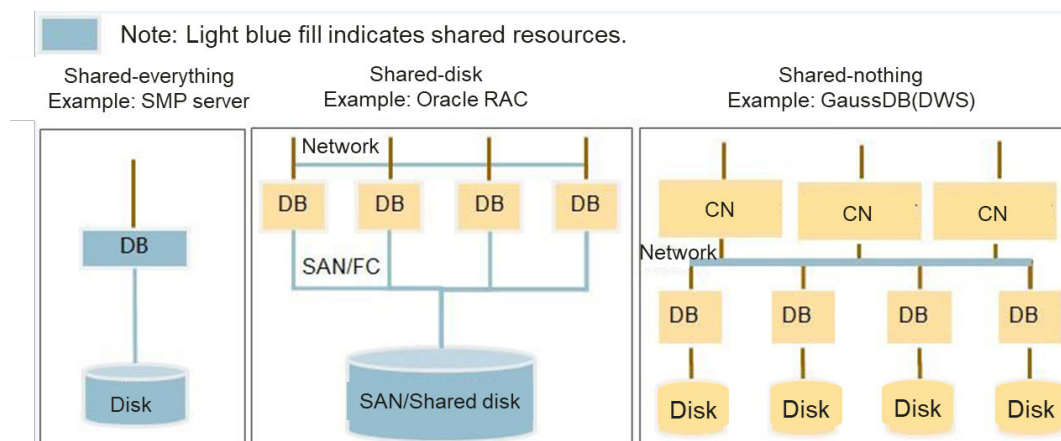 Note: Light blue fill indicates shared resources.
Shared-everything
Example: SMP server
Shared-disk
Example: Oracle RAC
Shared-nothing
Example: GaussDB(DWS)
DB
Disk
Network
DB DB DB DB
SAN/FC
SAN/Shared disk
CN CN CN
Network
DB DB DB DB
Disk Disk Disk Disk